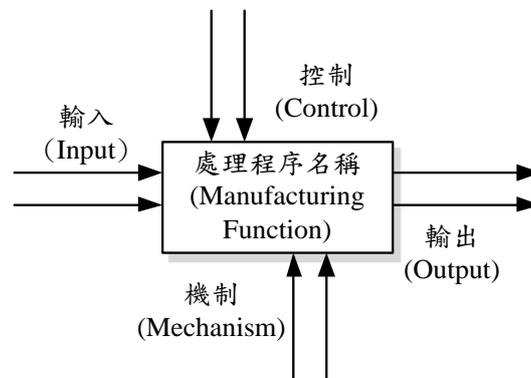 控制
(Control)
輸入
（Input）
處理程序名稱
(Manufacturing
Function)
輸出
(Output)
機制
(Mechanism)